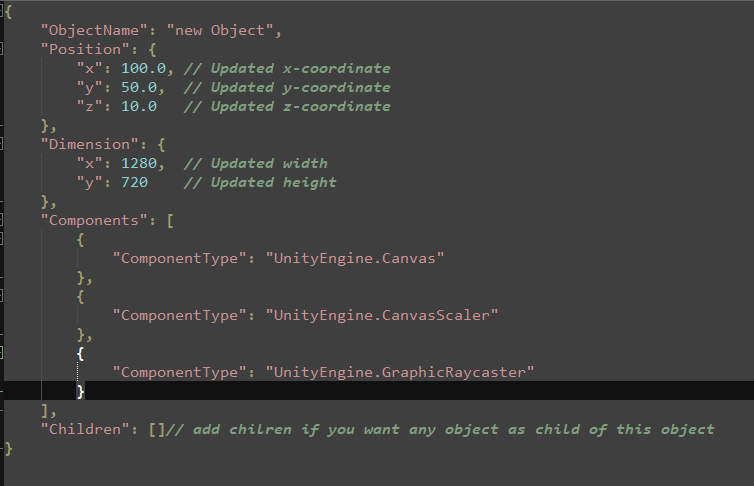 {
    "ObjectName": "new Object",
    "Position": {
        "x": 100.0, // Updated x-coordinate
        "y": 50.0,  // Updated y-coordinate
        "z": 10.0   // Updated z-coordinate
    },
    "Dimension": {
        "x": 1280,  // Updated width
        "y": 720    // Updated height
    },
    "Components": [
        {
            "ComponentType": "UnityEngine.Canvas"
        },
        {
            "ComponentType": "UnityEngine.CanvasScaler"
        },
        {
            "ComponentType": "UnityEngine.GraphicRaycaster"
        }
    ],
    "Children": []// add chilren if you want any object as child of this object
}